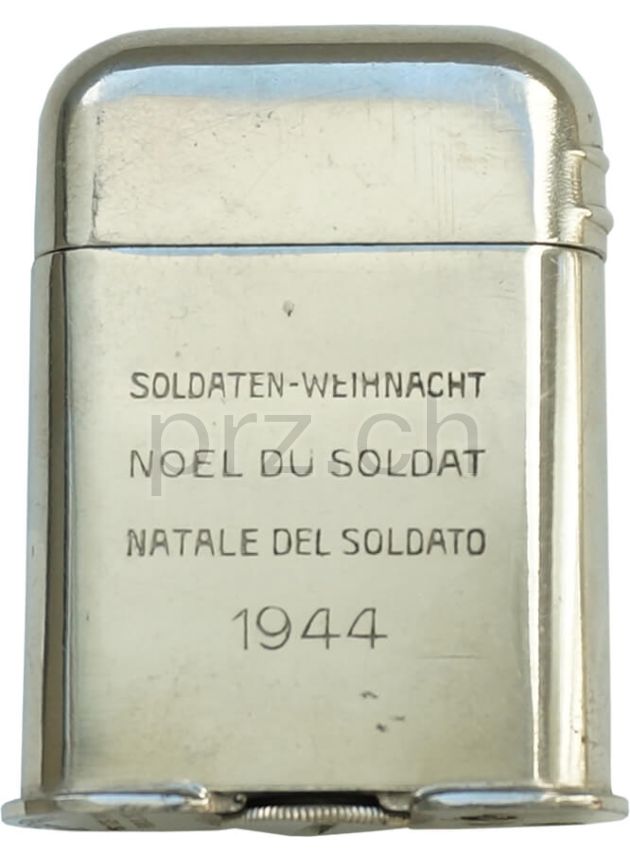 SOLDATEN-WEIHNACHT
prz.ch
NOEL DU SOLDAT
NATALE DEL SOLDATO
1944